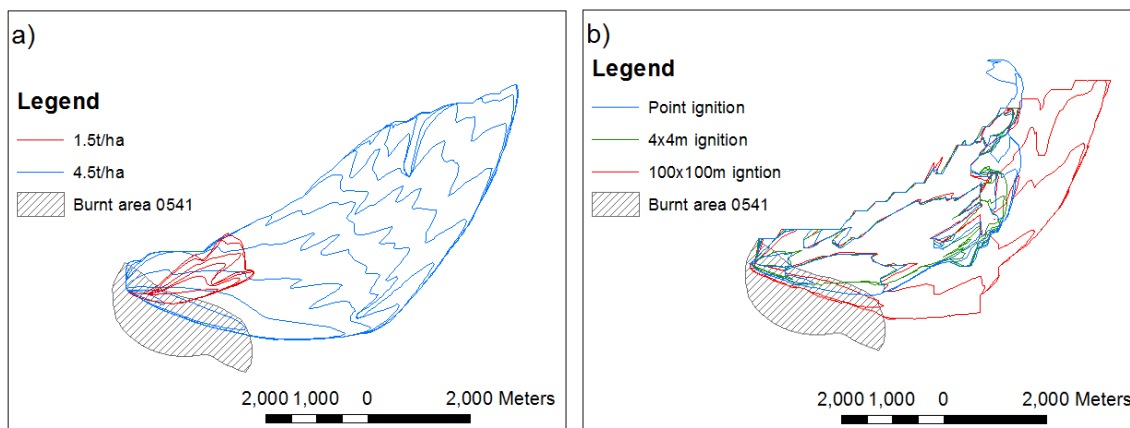 a)
Legend
1.5t/ha
4.5t/ha
Burnt area 0541
2,000 1,000 0 2,000 Meters
b)
Legend
Point ignition
4x4m ignition
100x100m igntion
Burnt area 0541
2,000 1,000 0 2,000 Meters